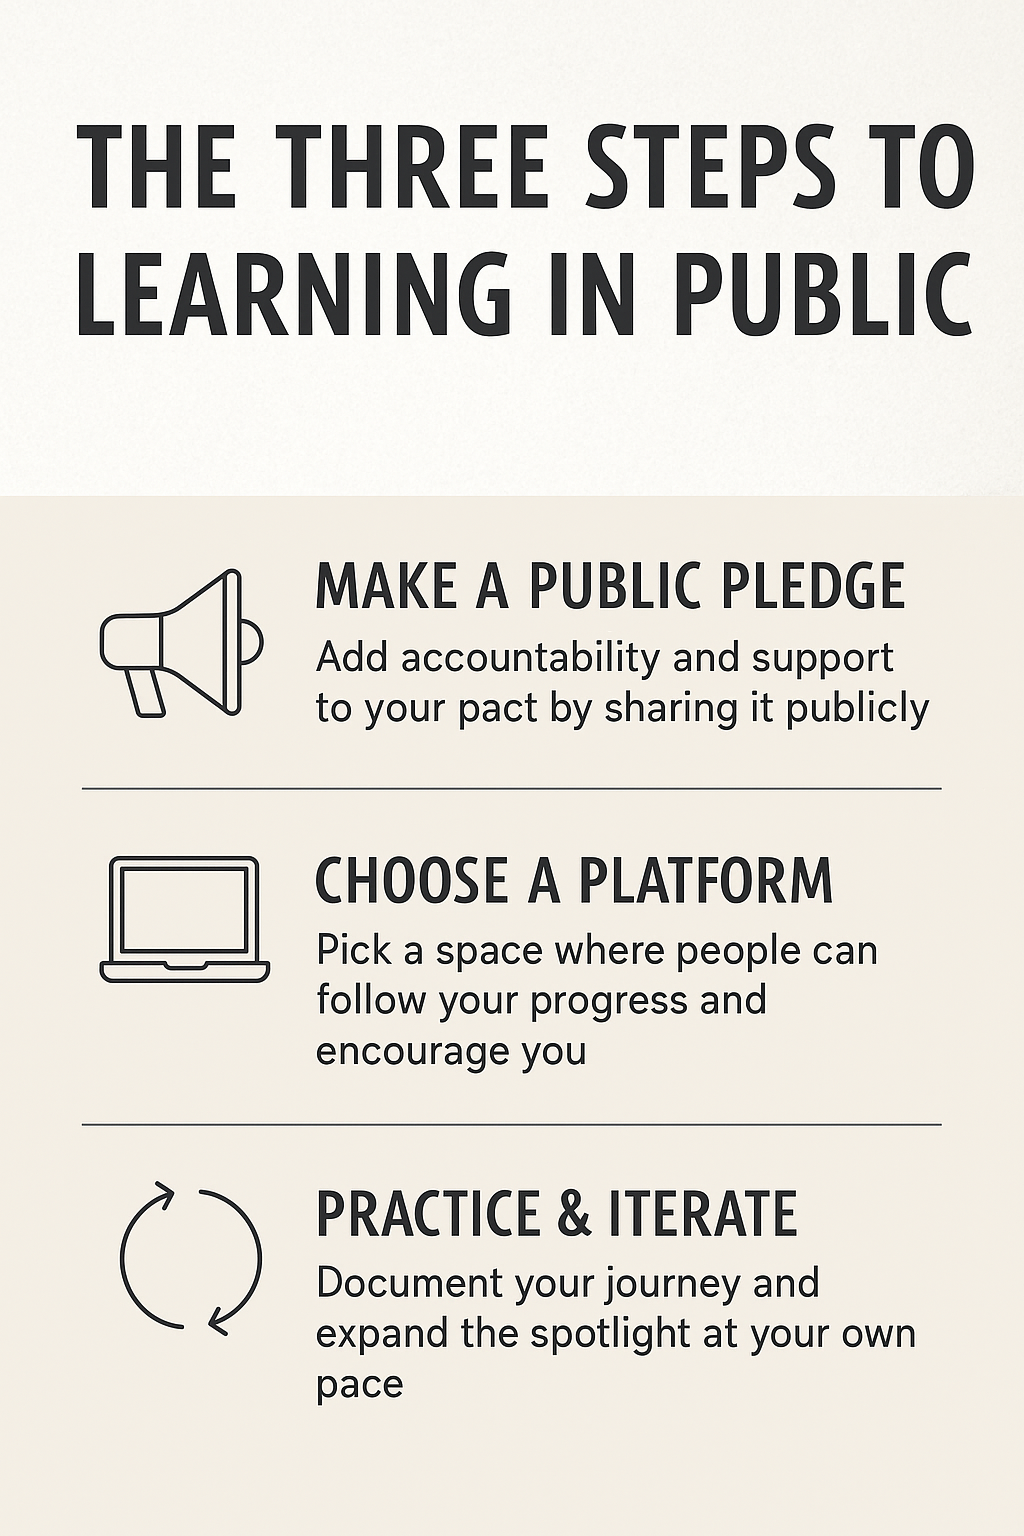 THE THREE STEPS TO
LEARNING IN PUBLIC
MAKE A PUBLIC PLEDGE
Add accountability and support
to your pact by sharing it publicly
CHOOSE A PLATFORM
Pick a space where people can
follow your progress and
encourage you
PRACTICE & ITERATE
Document your journey and
expand the spotlight at your own
pace